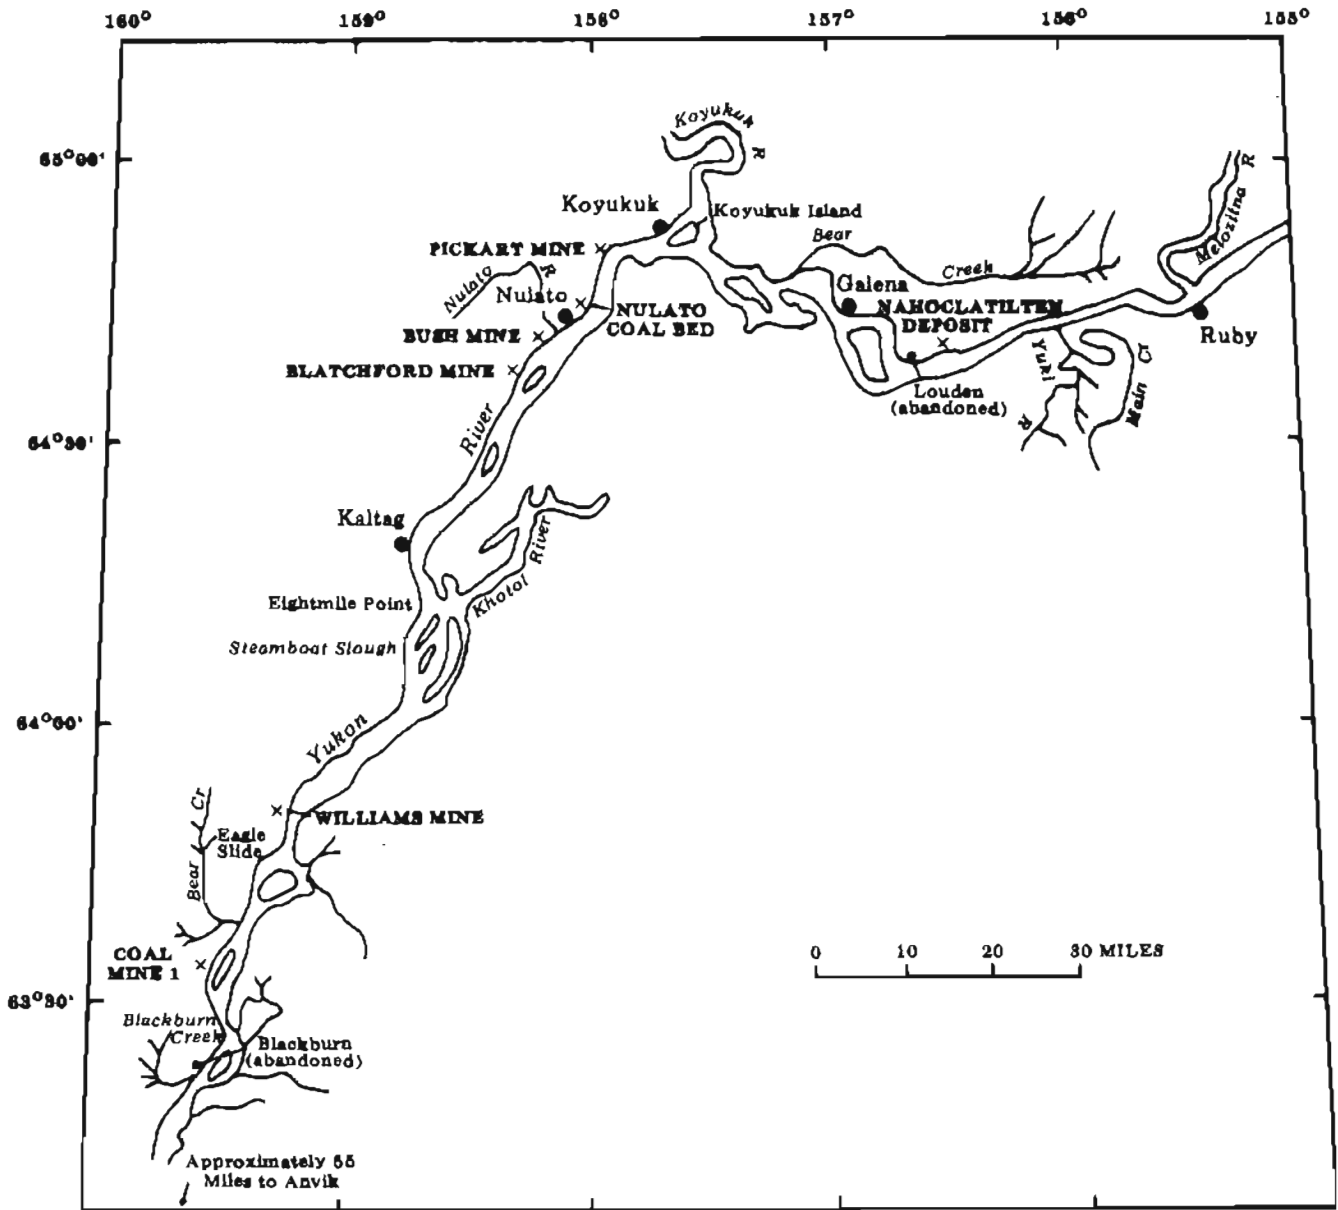 160° 159° 158° 157° 156° 155°
65°00'
64°30'
64°00'
63°30'
Koyukuk
R
Koyukuk
Koyukuk Island
Bear
Creek
Melozitna
R
PICKART MINE
Nulato
R
Nulato
NULATO
COAL BED
Galena
NAHOCLATILTEN
DEPOSIT
Ruby
BUSH MINE
BLATCHFORD MINE
Louden
(abandoned)
Yuki
R
Main
Cr
River
Kaltag
Khotol
River
Eightmile Point
Steamboat Slough
Yukon
WILLIAMS MINE
Bear
Cr
Eagle
Slide
COAL
MINE 1
0 10 20 30 MILES
Blackburn
Creek
Blackburn
(abandoned)
Approximately 55
Miles to Anvik